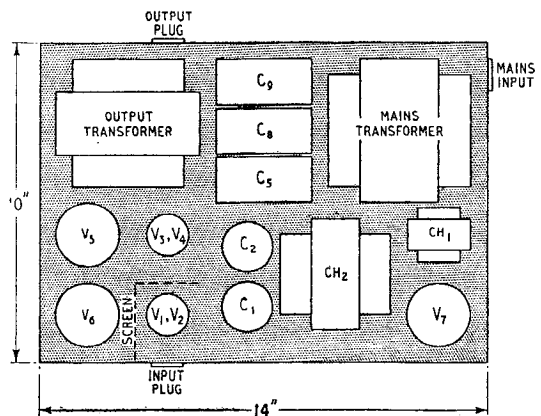 OUTPUT
PLUG
MAINS
INPUT
C9
OUTPUT
TRANSFORMER
C8
MAINS
TRANSFORMER
C5
10"
V5
V3,V4
C2
CH1
CH2
V6
SCREEN
V1,V2
C1
V7
INPUT
PLUG
14"